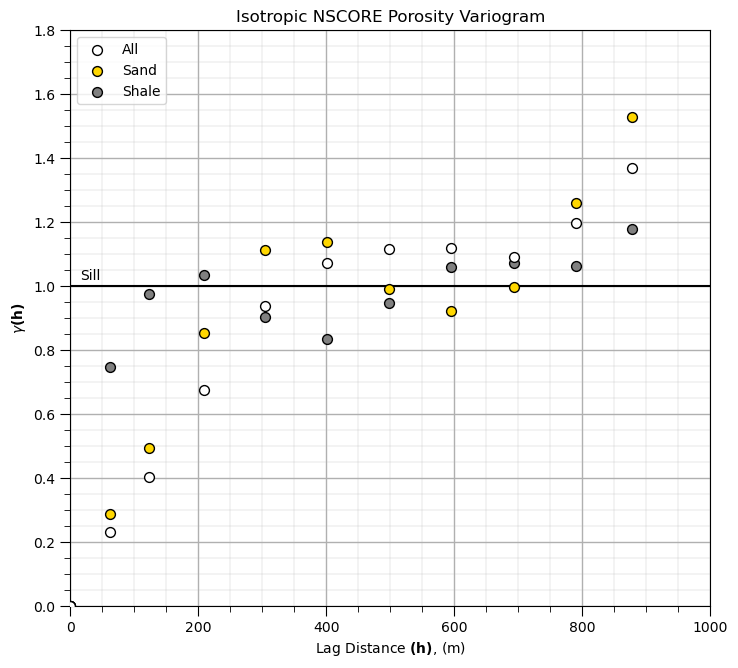 Isotropic NSCORE Porosity Variogram
1.8
All
Sand
Shale
1.6
1.4
1.2
Sill
1.0
γ(h)
0.8
0.6
0.4
0.2
0.0
0 200 400 600 800 1000
Lag Distance (h), (m)